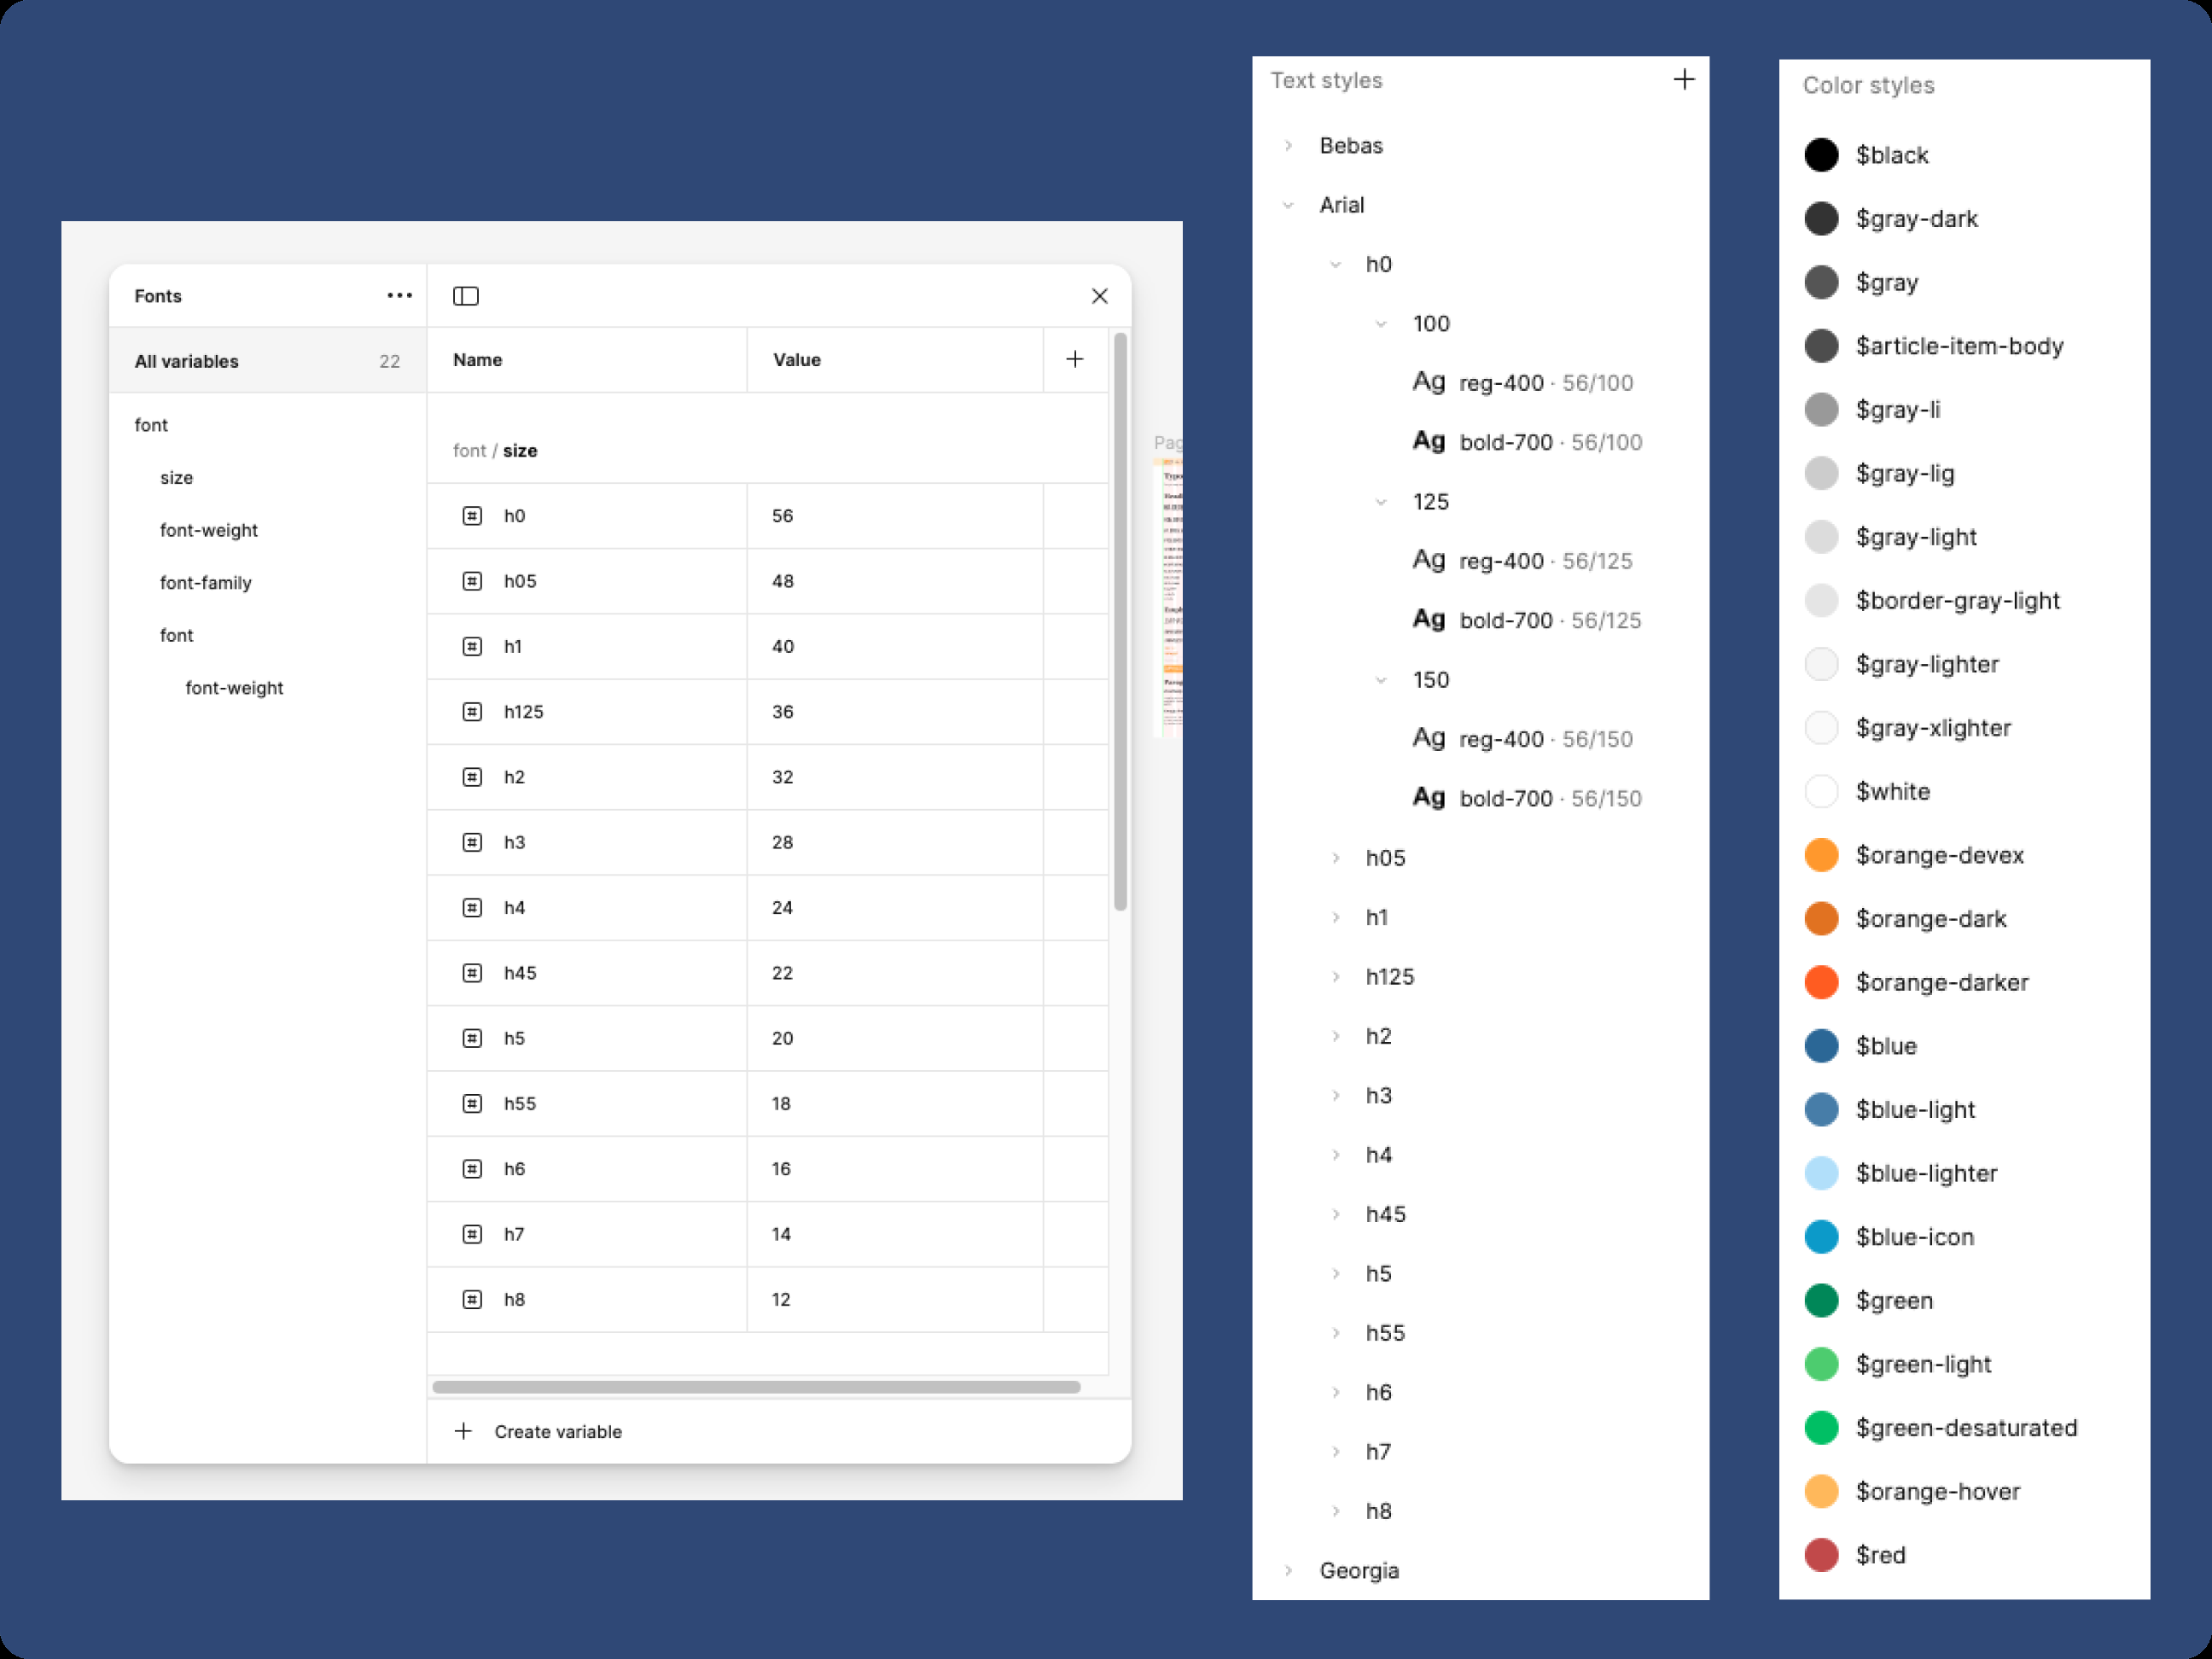 Fonts
All variables 22
font
size
font-weight
font-family
font
font-weight
Name Value
font / size
h0 56
h05 48
h1 40
h125 36
h2 32
h3 28
h4 24
h45 22
h5 20
h55 18
h6 16
h7 14
h8 12
Create variable
Text styles
Bebas
Arial
h0
100
Ag reg-400 · 56/100
Ag bold-700 · 56/100
125
Ag reg-400 · 56/125
Ag bold-700 · 56/125
150
Ag reg-400 · 56/150
Ag bold-700 · 56/150
h05
h1
h125
h2
h3
h4
h45
h5
h55
h6
h7
h8
Georgia
Color styles
$black
$gray-dark
$gray
$article-item-body
$gray-li
$gray-lig
$gray-light
$border-gray-light
$gray-lighter
$gray-xlighter
$white
$orange-devex
$orange-dark
$orange-darker
$blue
$blue-light
$blue-lighter
$blue-icon
$green
$green-light
$green-desaturated
$orange-hover
$red